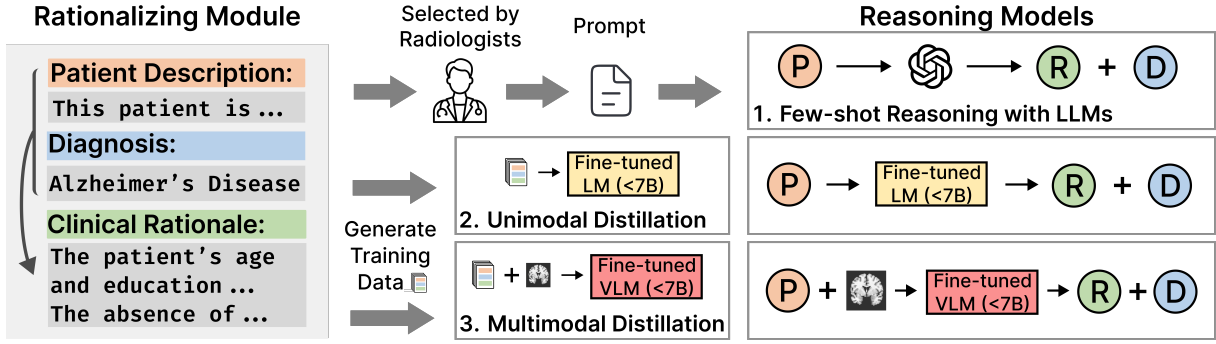 Rationalizing Module
Patient Description:
This patient is ...
Diagnosis:
Alzheimer's Disease
Clinical Rationale:
The patient's age
and education ...
The absence of ...
Selected by
Radiologists
Prompt
Generate
Training
Data
Fine-tuned
LM (<7B)
2. Unimodal Distillation
Fine-tuned
VLM (<7B)
3. Multimodal Distillation
Reasoning Models
P
R + D
1. Few-shot Reasoning with LLMs
P
Fine-tuned
LM (<7B)
R + D
P +
Fine-tuned
VLM (<7B)
R + D